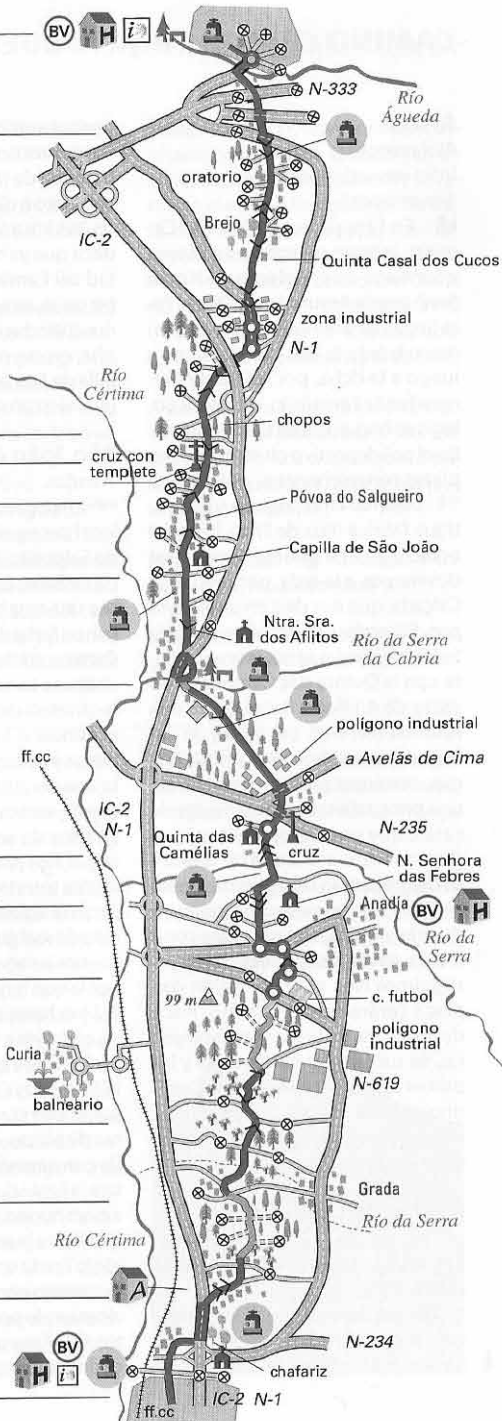 BV H i
N-333
Río
Águeda
oratorio
IC-2
Brejo
Quinta Casal dos Cucos
zona industrial
N-1
Río
Cértima
chopos
cruz con
templete
Póvoa do Salgueiro
Capilla de São João
Ntra. Sra.
dos Aflitos
Río da Serra
da Cabria
polígono industrial
ff.cc
a Avelãs de Cima
IC-2
N-1
N-235
Quinta das
Camélias
cruz
N. Senhora
das Febres
Anadia
BV H
Río da
Serra
99 m
c. futbol
polígono
industrial
Curia
N-619
balneario
Grada
Río da Serra
Río Cértima
A
N-234
BV
H i
chafariz
IC-2 N-1
ff.cc